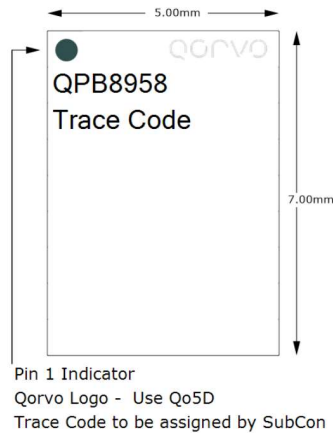 5.00mm
QORVO
QPB8958
Trace Code
7.00mm
Pin 1 Indicator
Qorvo Logo - Use Qo5D
Trace Code to be assigned by SubCon